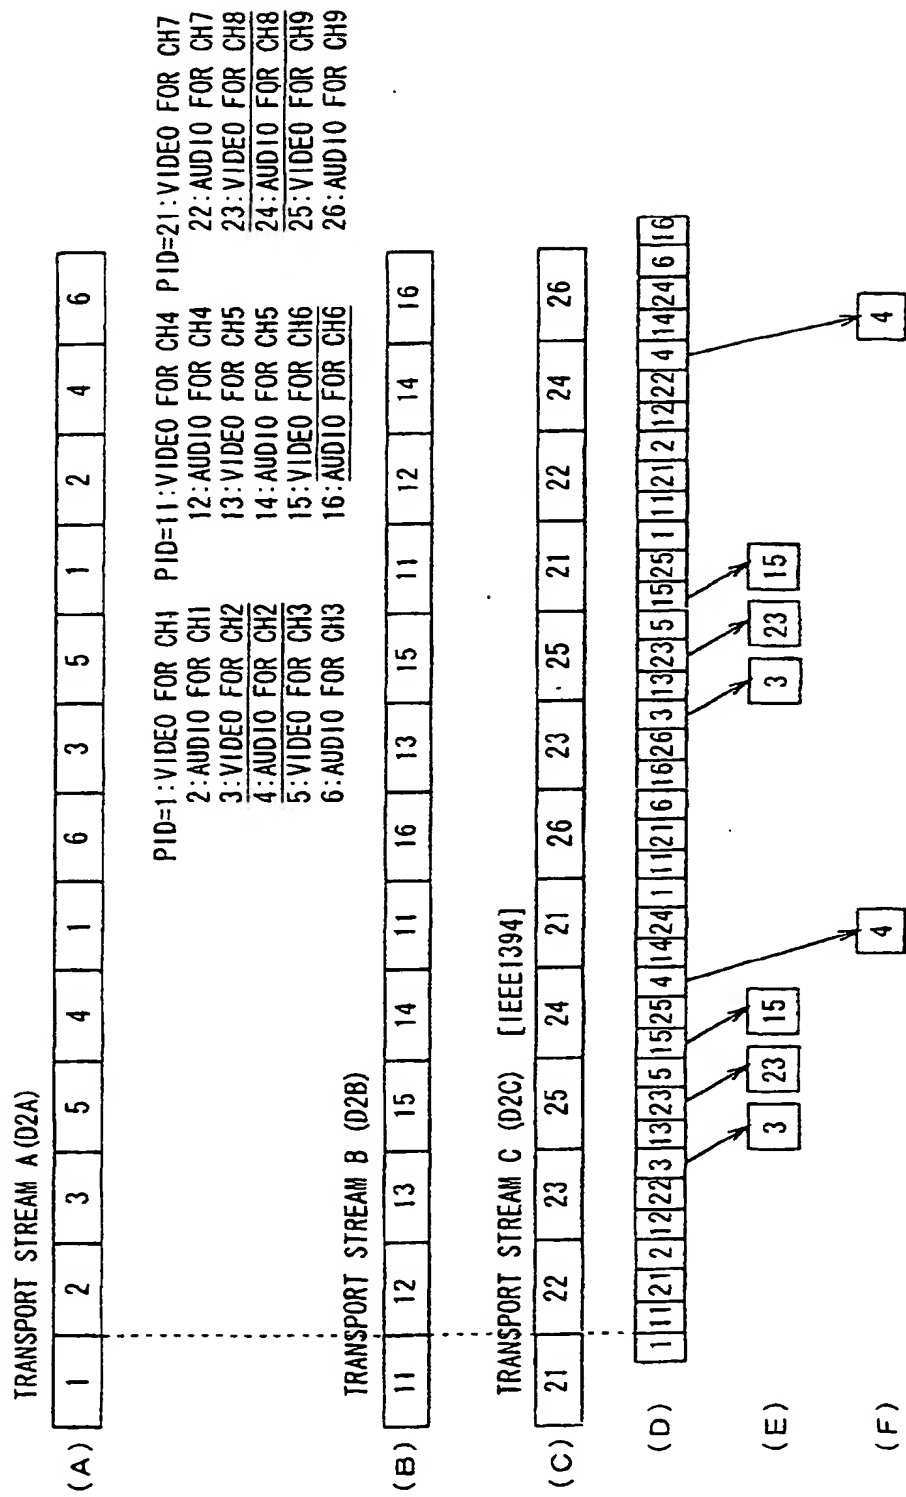 TRANSPORT STREAM A(D2A)
(A) 1 2 3 5 4 1 6 3 5 1 2 4 6
PID=1:VIDEO FOR CH1 PID=11:VIDEO FOR CH4 PID=21:VIDEO FOR CH7
2:AUDIO FOR CH1 12:AUDIO FOR CH4 22:AUDIO FOR CH7
3:VIDEO FOR CH2 13:VIDEO FOR CH5 23:VIDEO FOR CH8
4:AUDIO FOR CH2 14:AUDIO FOR CH5 24:AUDIO FOR CH8
5:VIDEO FOR CH3 15:VIDEO FOR CH6 25:VIDEO FOR CH9
6:AUDIO FOR CH3 16:AUDIO FOR CH6 26:AUDIO FOR CH9
TRANSPORT STREAM B (D2B)
(B) 11 12 13 15 14 11 16 13 15 11 12 14 16
TRANSPORT STREAM C (D2C) [IEEE1394]
(C) 21 22 23 25 24 21 26 23 25 21 22 24 26
(D) 1 11 21 2 12 22 3 13 23 5 15 25 4 14 24 1 11 21 6 16 26 3 13 23 5 15 25 1 11 21 2 12 22 4 14 24 6 16
(E) 3 23 15 3 23 15
(F) 4 4